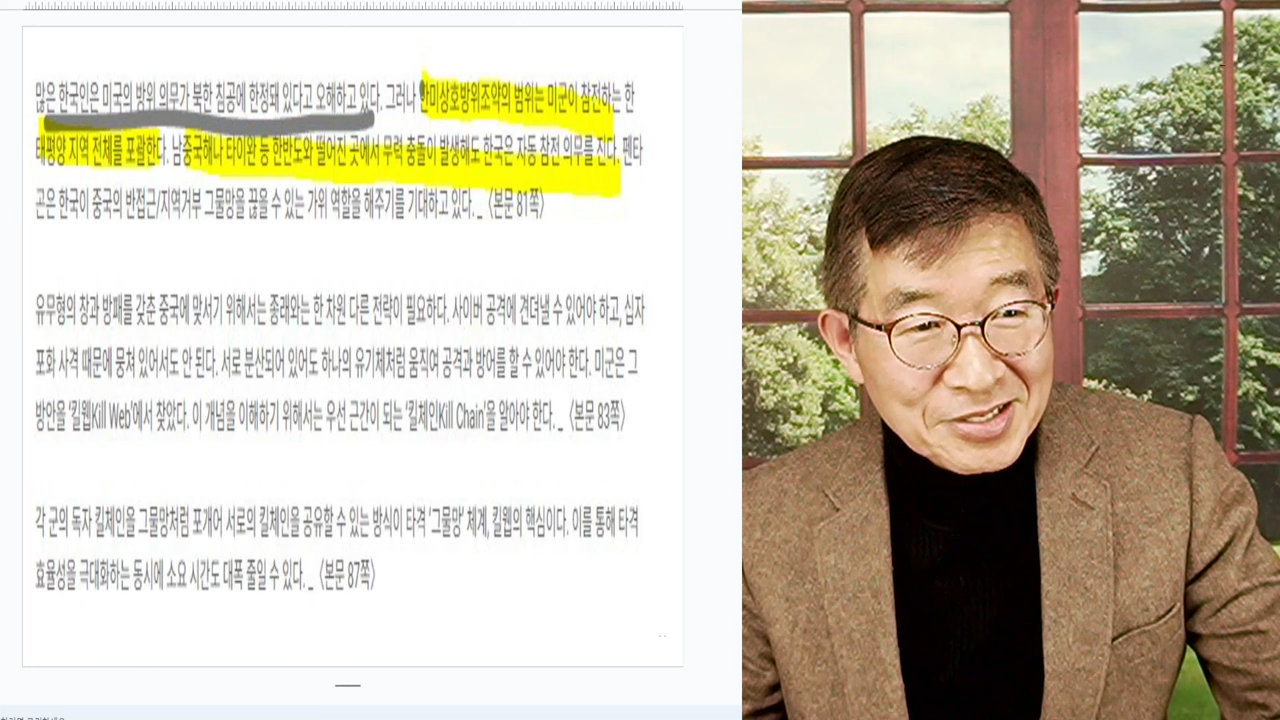 많은 한국인은 미국의 방위 의무가 북한 침공에 한정돼 있다고 오해하고 있다. 그러나 한미상호방위조약의 범위는 미군이 참전하는 한
태평양 지역 전체를 포괄한다. 남중국해나 타이완 등 한반도와 떨어진 곳에서 무력 충돌이 발생해도 한국은 자동 참전 의무를 진다. 펜타
곤은 한국이 중국의 반접근/지역거부 그물망을 끊을 수 있는 가위 역할을 해주기를 기대하고 있다. _〈본문 81쪽〉
유무형의 창과 방패를 갖춘 중국에 맞서기 위해서는 종래와는 한 차원 다른 전략이 필요하다. 사이버 공격에 견뎌낼 수 있어야 하고, 십자
포화 사격 때문에 뭉쳐 있어서도 안 된다. 서로 분산되어 있어도 하나의 유기체처럼 움직여 공격과 방어를 할 수 있어야 한다. 미군은 그
방안을 '킬웹Kill Web'에서 찾았다. 이 개념을 이해하기 위해서는 우선 근간이 되는 '킬체인Kill Chain'을 알아야 한다. _〈본문 83쪽〉
각 군의 독자 킬체인을 그물망처럼 포개어 서로의 킬체인을 공유할 수 있는 방식이 타격 '그물망' 체계, 킬웹의 핵심이다. 이를 통해 타격
효율성을 극대화하는 동시에 소요 시간도 대폭 줄일 수 있다. _〈본문 87쪽〉